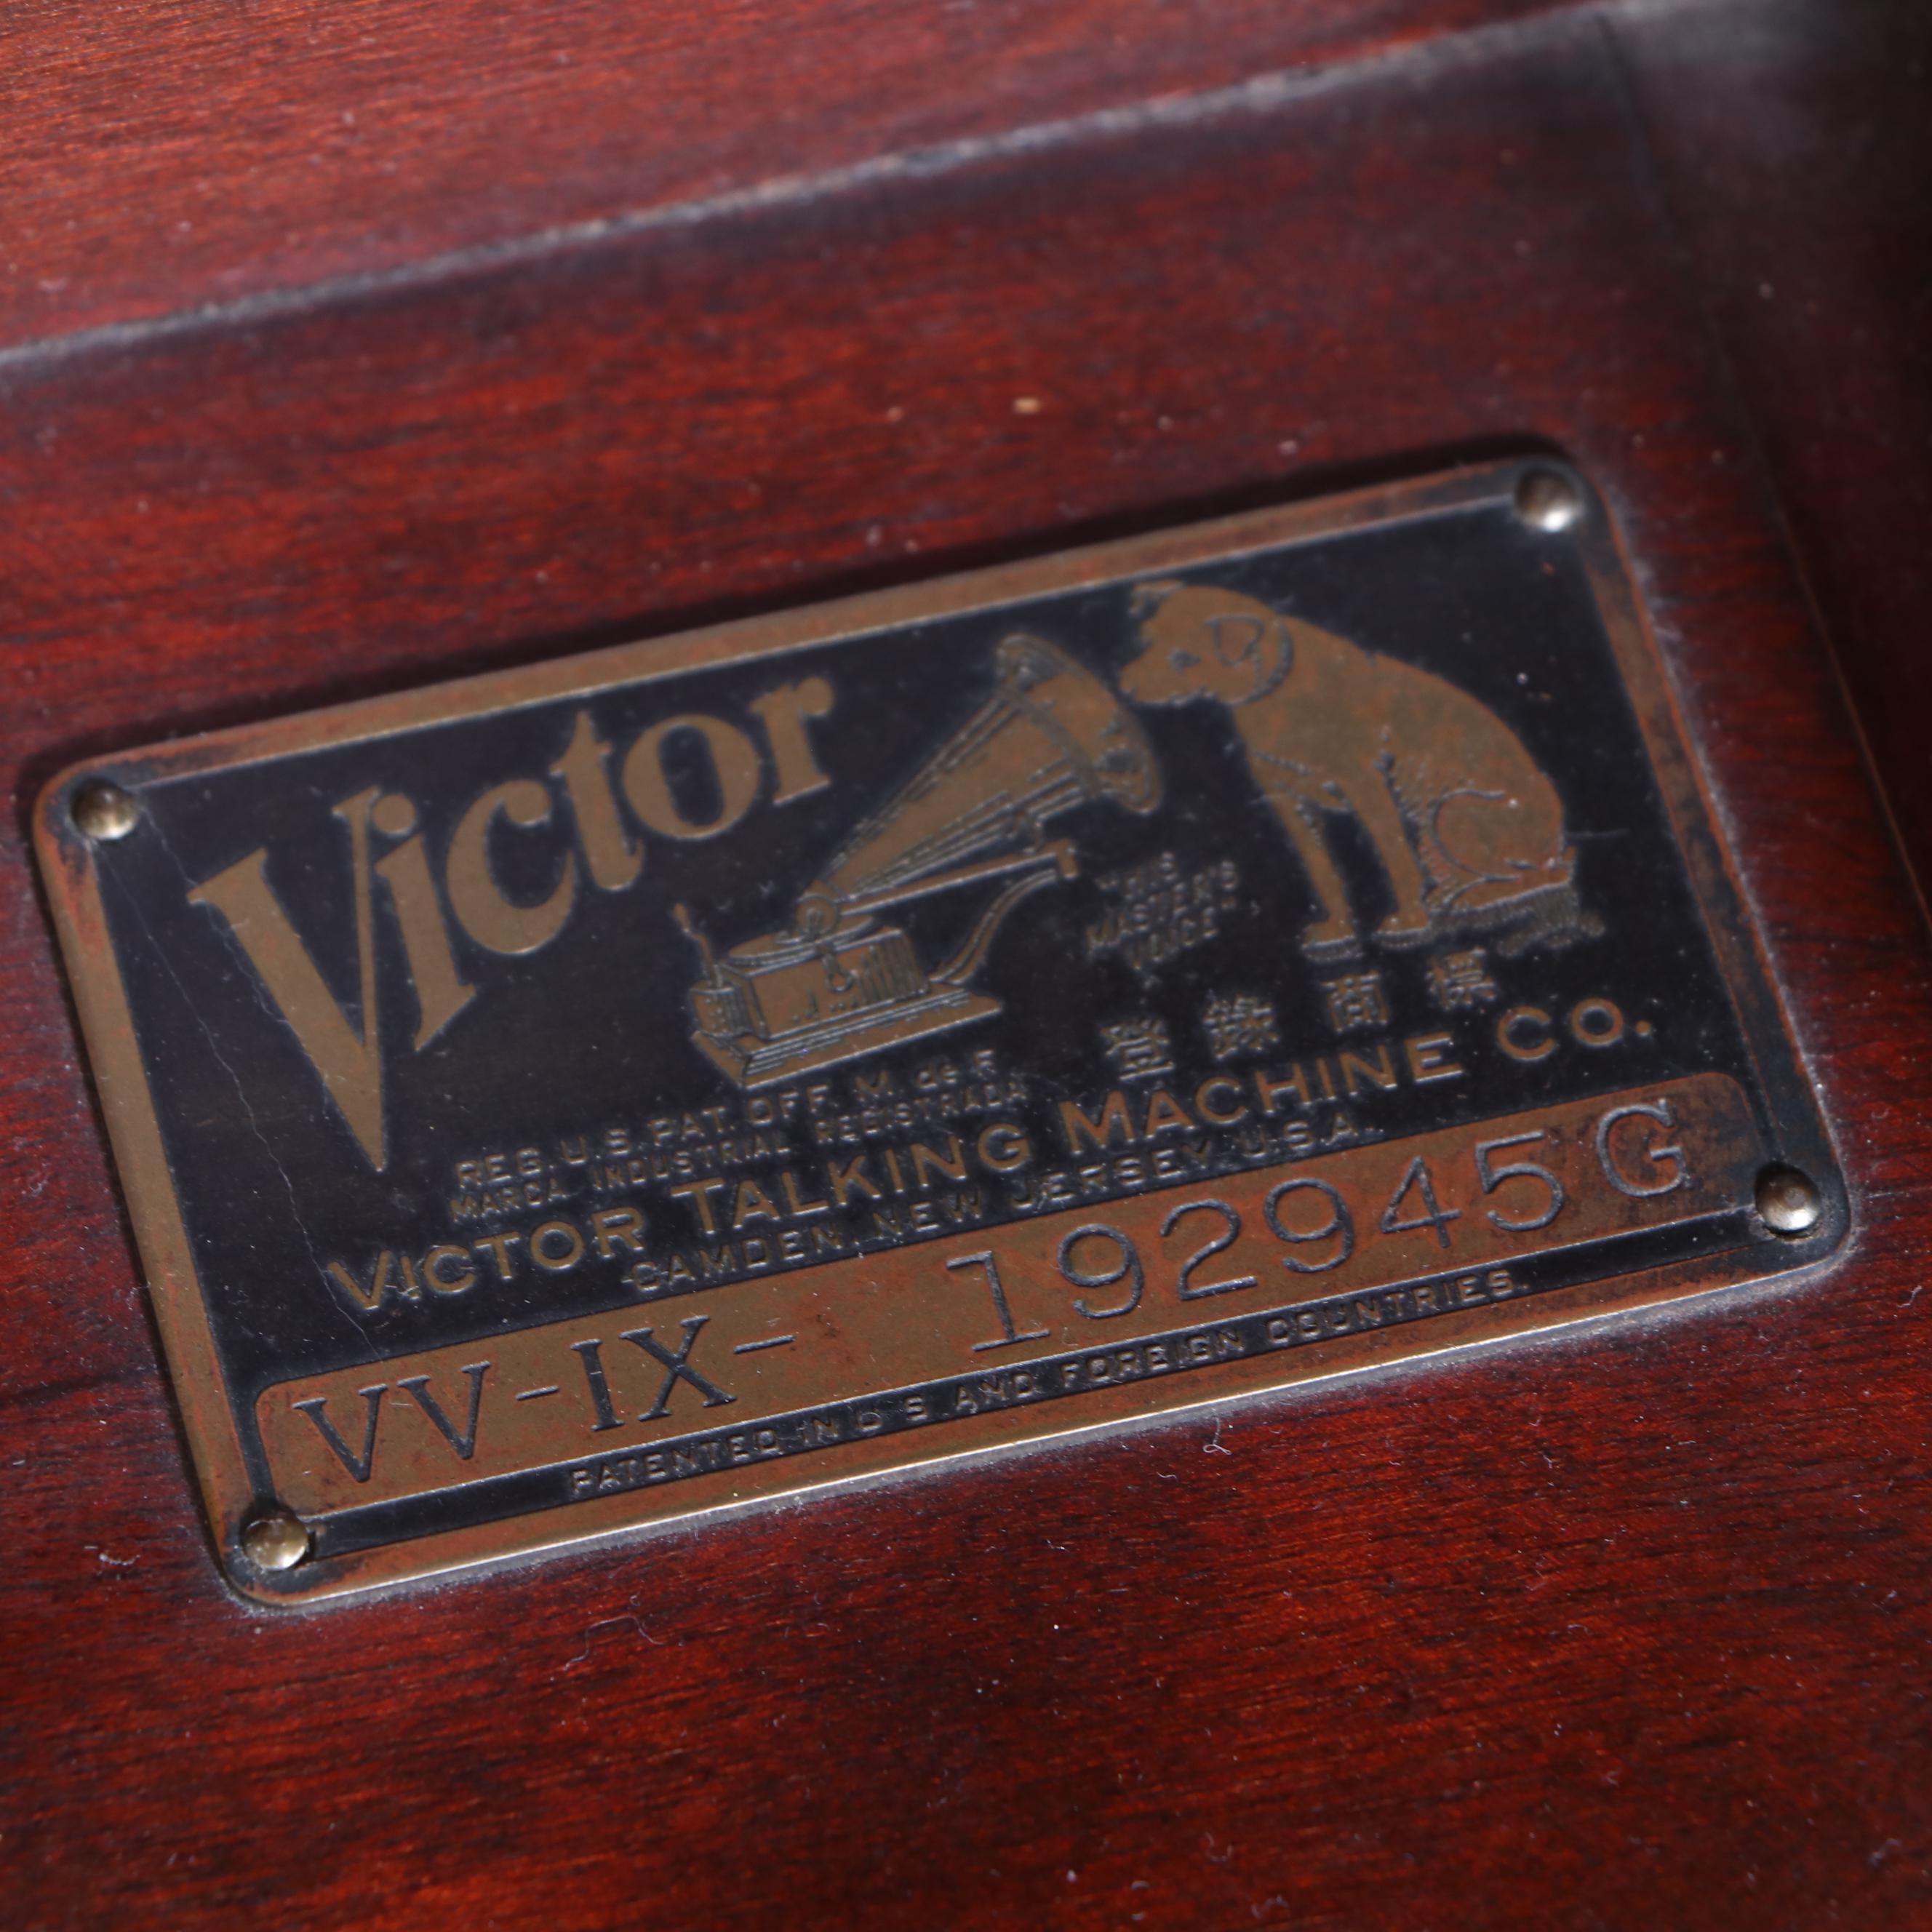 Victor
"HIS
MASTER'S
VOICE"
登錄商標
REG. U.S. PAT. OFF. M. de F.
MARCA INDUSTRIAL REGISTRADA
VICTOR TALKING MACHINE CO.
CAMDEN, NEW JERSEY, U.S.A.
VV-IX- 192945G
PATENTED IN U S AND FOREIGN COUNTRIES.